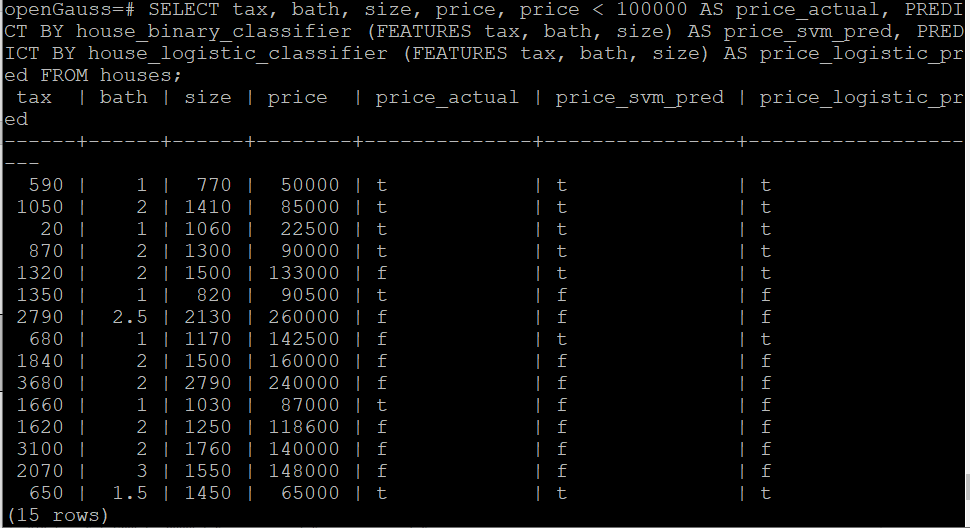 openGauss=# SELECT tax, bath, size, price, price < 100000 AS price_actual, PREDI
CT BY house_binary_classifier (FEATURES tax, bath, size) AS price_svm_pred, PRED
ICT BY house_logistic_classifier (FEATURES tax, bath, size) AS price_logistic_pr
ed FROM houses;
 tax  | bath | size | price  | price_actual | price_svm_pred | price_logistic_pr
ed
------+------+------+--------+--------------+----------------+------------------
---
  590 |    1 |  770 |  50000 | t            | t              | t
 1050 |    2 | 1410 |  85000 | t            | t              | t
   20 |    1 | 1060 |  22500 | t            | t              | t
  870 |    2 | 1300 |  90000 | t            | t              | t
 1320 |    2 | 1500 | 133000 | f            | t              | t
 1350 |    1 |  820 |  90500 | t            | f              | f
 2790 |  2.5 | 2130 | 260000 | f            | f              | f
  680 |    1 | 1170 | 142500 | f            | t              | t
 1840 |    2 | 1500 | 160000 | f            | f              | f
 3680 |    2 | 2790 | 240000 | f            | f              | f
 1660 |    1 | 1030 |  87000 | t            | f              | f
 1620 |    2 | 1250 | 118600 | f            | f              | f
 3100 |    2 | 1760 | 140000 | f            | f              | f
 2070 |    3 | 1550 | 148000 | f            | f              | f
  650 |  1.5 | 1450 |  65000 | t            | t              | t
(15 rows)